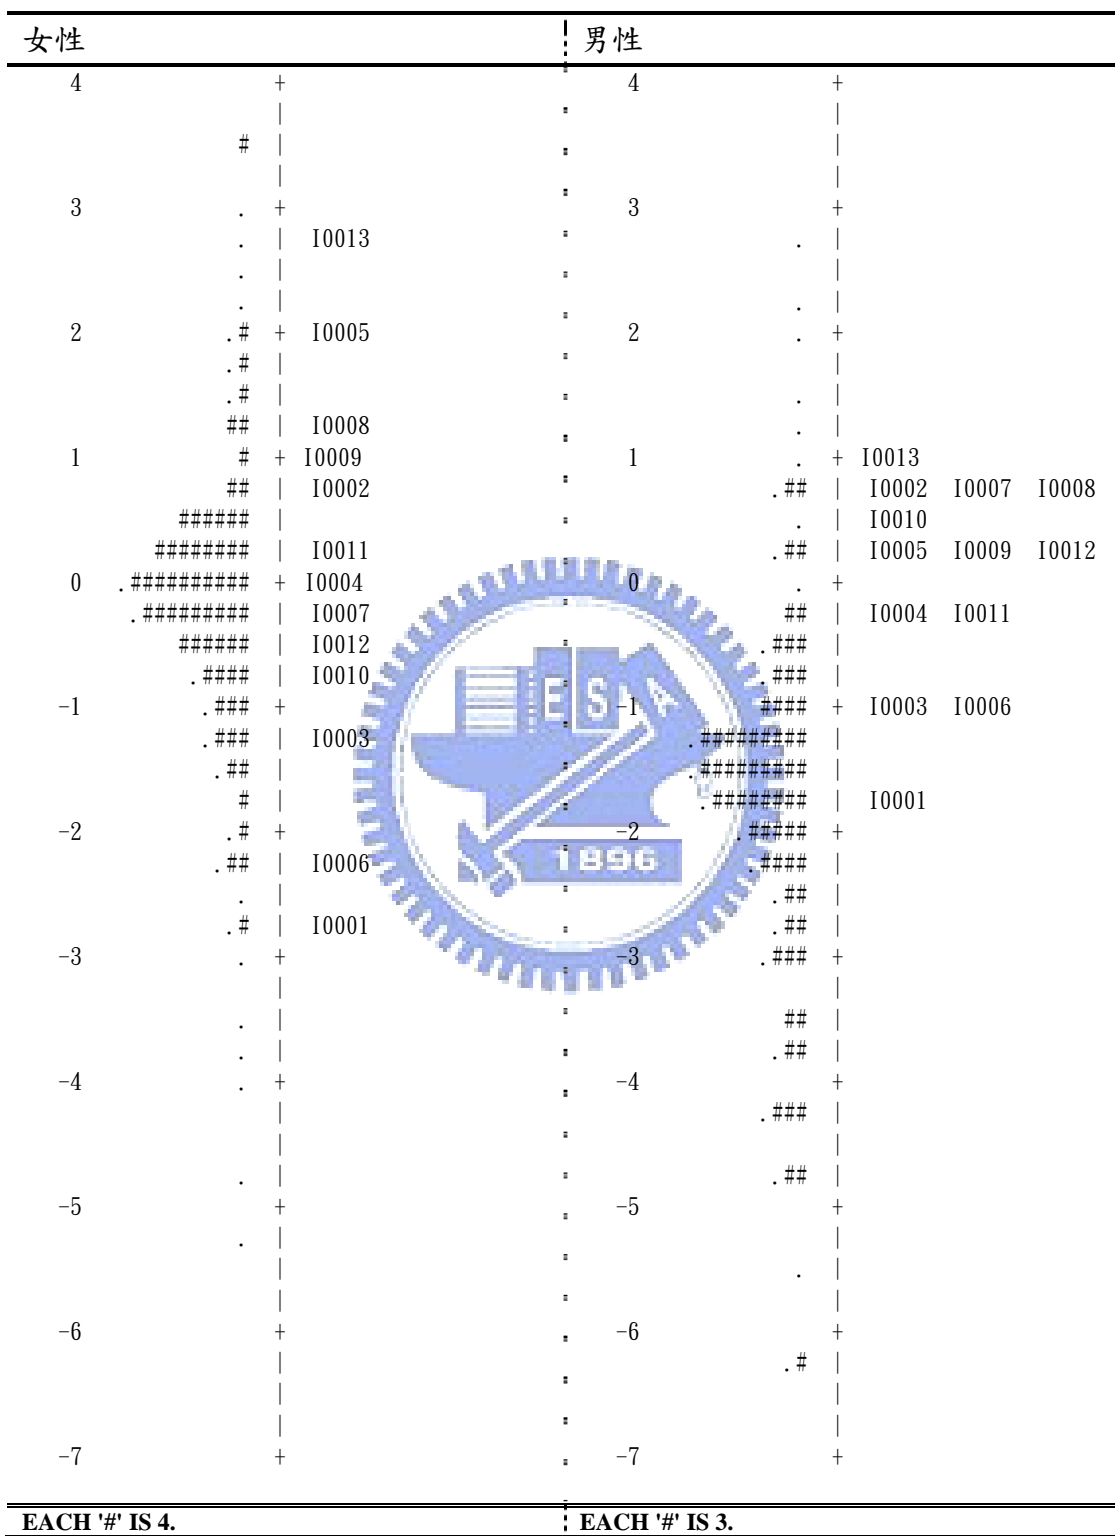 女性 男性
4 + 4 +
| |
# | |
| |
3 . + 3 +
. | I0013 . |
. | |
. | . |
2 .# + I0005 2 . +
.# | |
.# | . |
## | I0008 . |
1 # + I0009 1 . + I0013
## | I0002 .## | I0002 I0007 I0008
###### | . | I0010
######## | I0011 .## | I0005 I0009 I0012
0 .########## + I0004 0 . +
.######### | I0007 ## | I0004 I0011
###### | I0012 .### |
.#### | I0010 .### |
-1 .### + -1 #### + I0003 I0006
.### | I0003 .######### |
.## | .######### |
# | .######## | I0001
-2 .# + -2 .##### +
.## | I0006 .#### |
. | .## |
.# | I0001 .## |
-3 . + -3 .### +
| |
. | ## |
. | .## |
-4 . + -4 +
| .### |
| |
. | .## |
-5 + -5 +
. | |
| . |
| |
-6 + -6 +
| .# |
| |
| |
-7 + -7 +
E S A
1896
EACH '#' IS 4. EACH '#' IS 3.